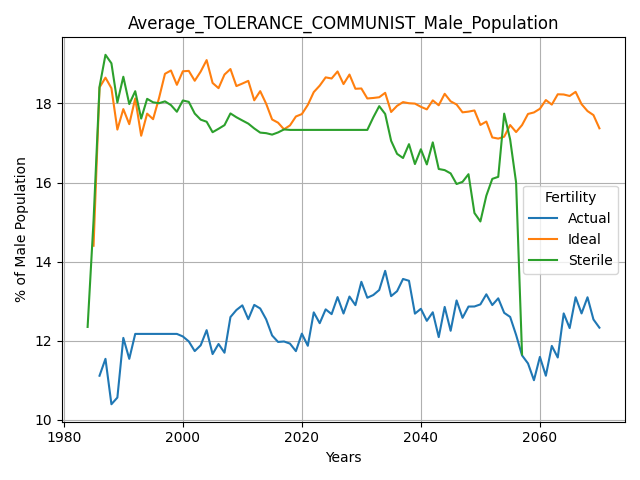 Average_TOLERANCE_COMMUNIST_Male_Population
% of Male Population
18
16
14
12
10
Fertility
Actual
Ideal
Sterile
1980
2000
2020
2040
2060
Years